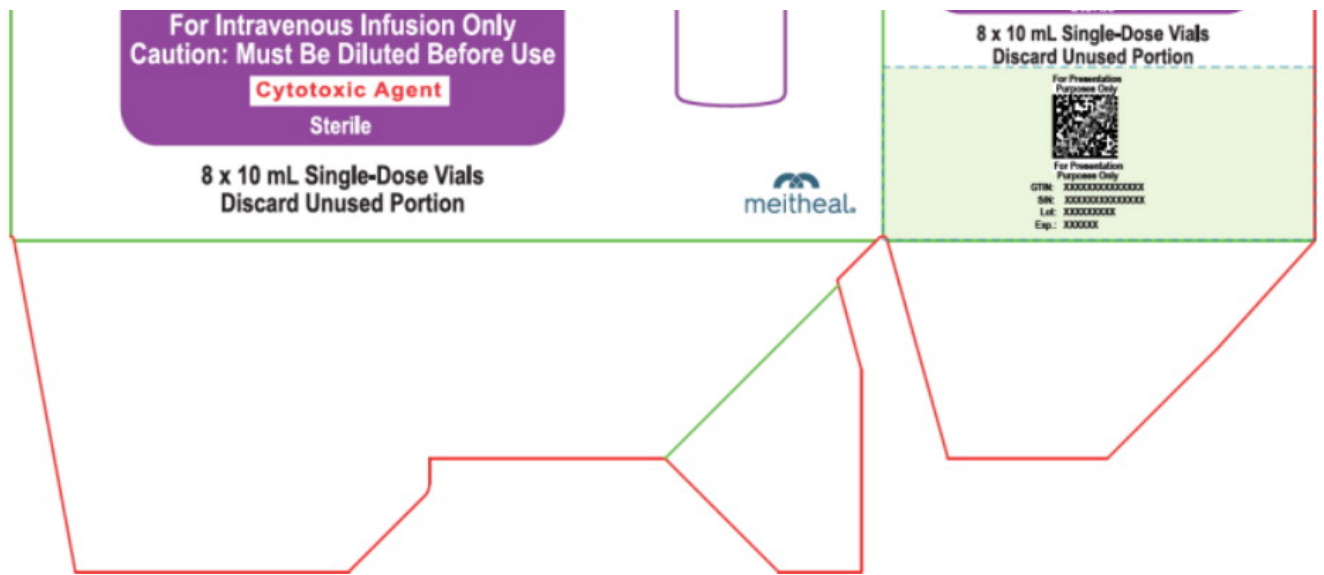 For Intravenous Infusion Only
Caution: Must Be Diluted Before Use
Cytotoxic Agent
Sterile
8 x 10 mL Single-Dose Vials
Discard Unused Portion
meitheal.
8 x 10 mL Single-Dose Vials
Discard Unused Portion
For Presentation
Purposes Only
For Presentation
Purposes Only
GTIN: XXXXXXXXXXXXXX
SN: XXXXXXXXXXXXXX
Lot: XXXXXXXXX
Exp.: XXXXXX